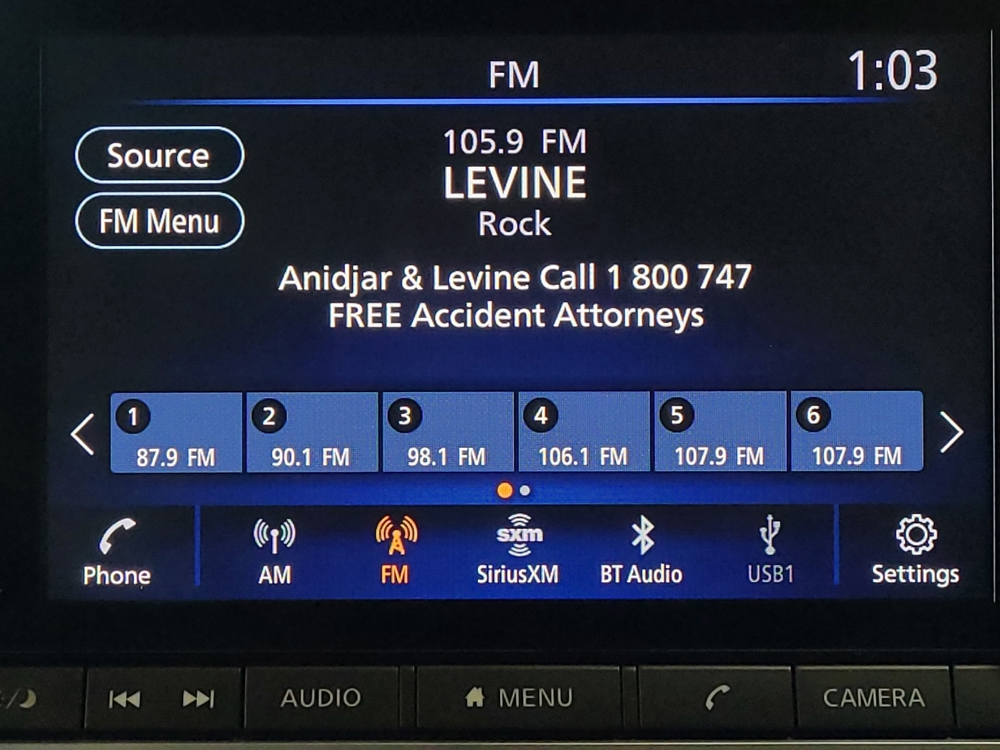 FM
1:03
Source
FM Menu
105.9 FM
LEVINE
Rock
Anidjar & Levine Call 1 800 747
FREE Accident Attorneys
1
87.9 FM
2
90.1 FM
3
98.1 FM
4
106.1 FM
5
107.9 FM
6
107.9 FM
Phone
AM
FM
sxm
SiriusXM
BT Audio
USB1
Settings
AUDIO
MENU
CAMERA